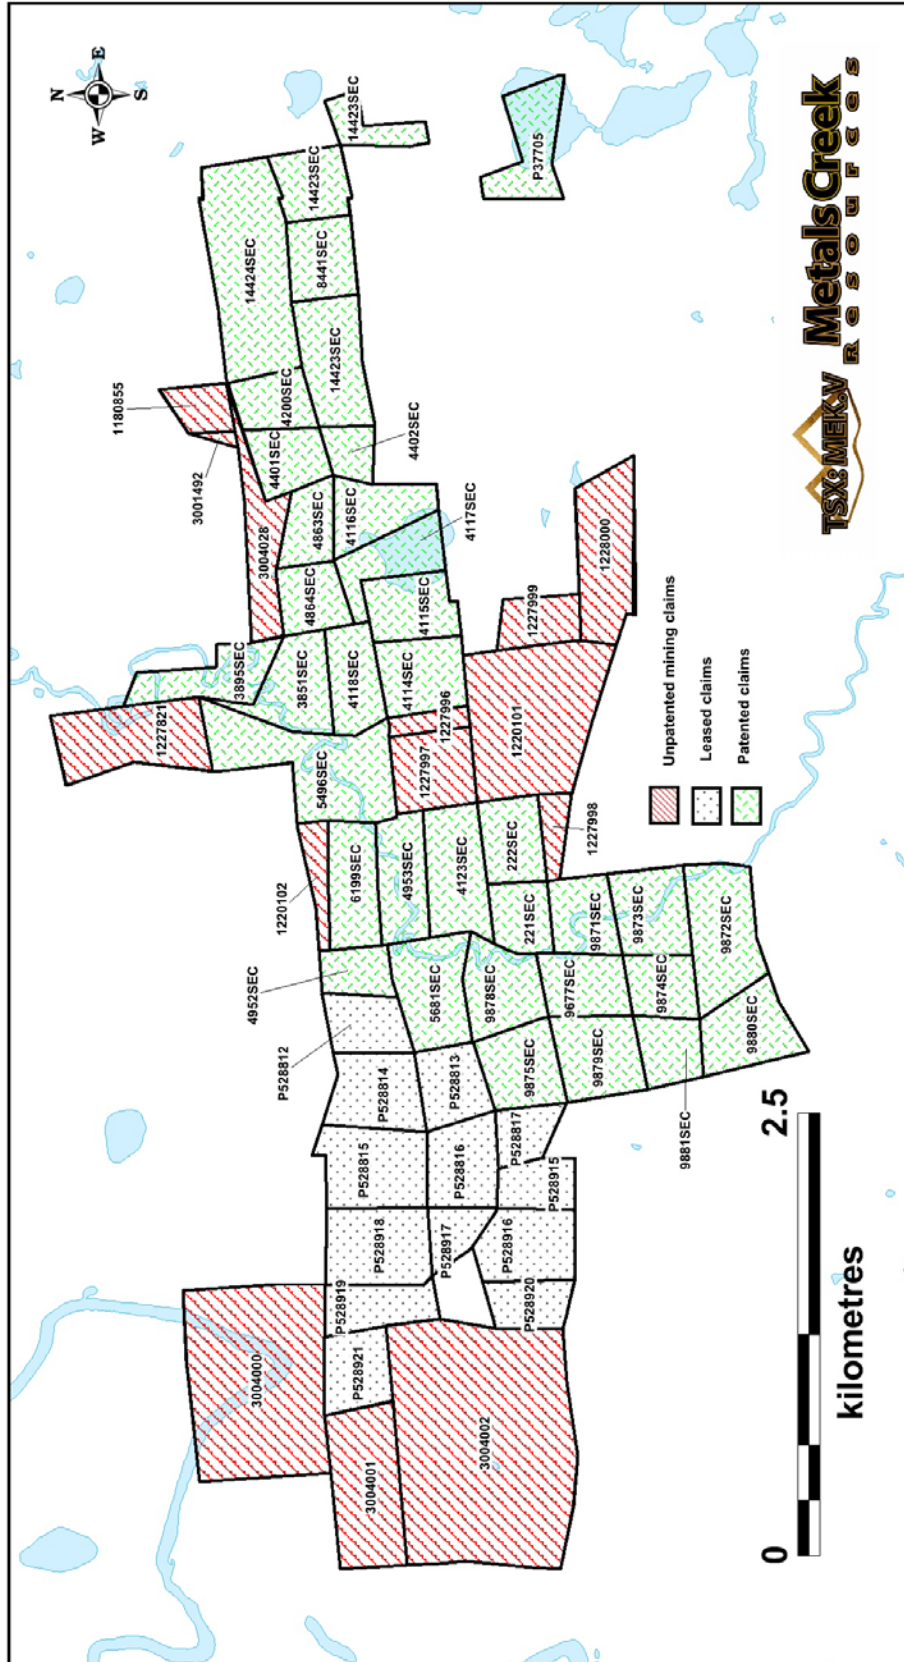 N
E
S
W
14423SEC
14424SEC
14423SEC
8441SEC
14423SEC
P37705
1180855
3001492
4200SEC
4401SEC
4402SEC
3004028
4863SEC
4116SEC
4117SEC
4864SEC
4115SEC
3895SEC
3851SEC
4118SEC
4114SEC
1227821
5496SEC
1227997
1227996
1220101
1227999
1228000
1220102
6199SEC
4953SEC
4123SEC
222SEC
1227998
221SEC
9871SEC
9873SEC
9872SEC
4952SEC
5681SEC
9878SEC
9677SEC
9874SEC
9880SEC
P528812
P528814
P528813
9875SEC
9879SEC
9881SEC
P528815
P528816
P528817
P528915
P528918
P528917
P528916
P528919
P528920
P528921
3004000
3004001
3004002
Unpatented mining claims
Leased claims
Patented claims
0
2.5
kilometres
TSX:MEK.V
Metals Creek
Resources